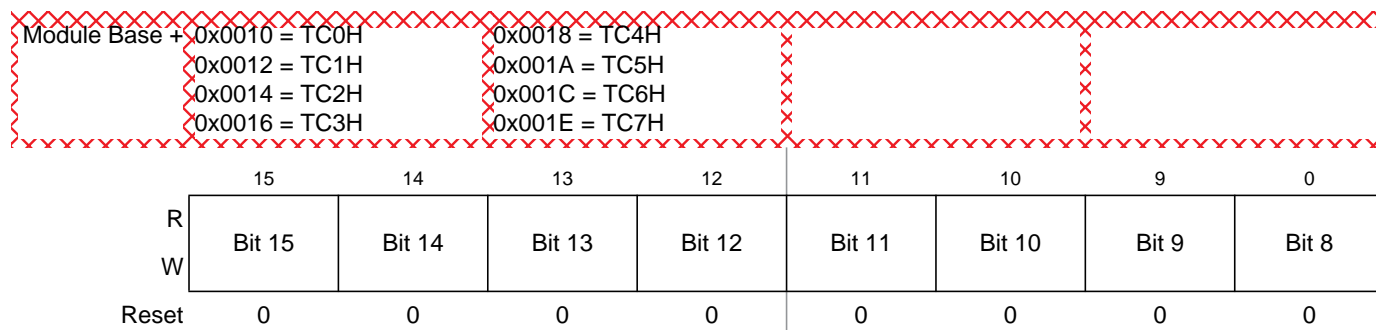 Module Base + 0x0010 = TC0H 0x0018 = TC4H
0x0012 = TC1H 0x001A = TC5H
0x0014 = TC2H 0x001C = TC6H
0x0016 = TC3H 0x001E = TC7H
15 14 13 12 11 10 9 0
R
Bit 15 Bit 14 Bit 13 Bit 12 Bit 11 Bit 10 Bit 9 Bit 8
W
Reset 0 0 0 0 0 0 0 0